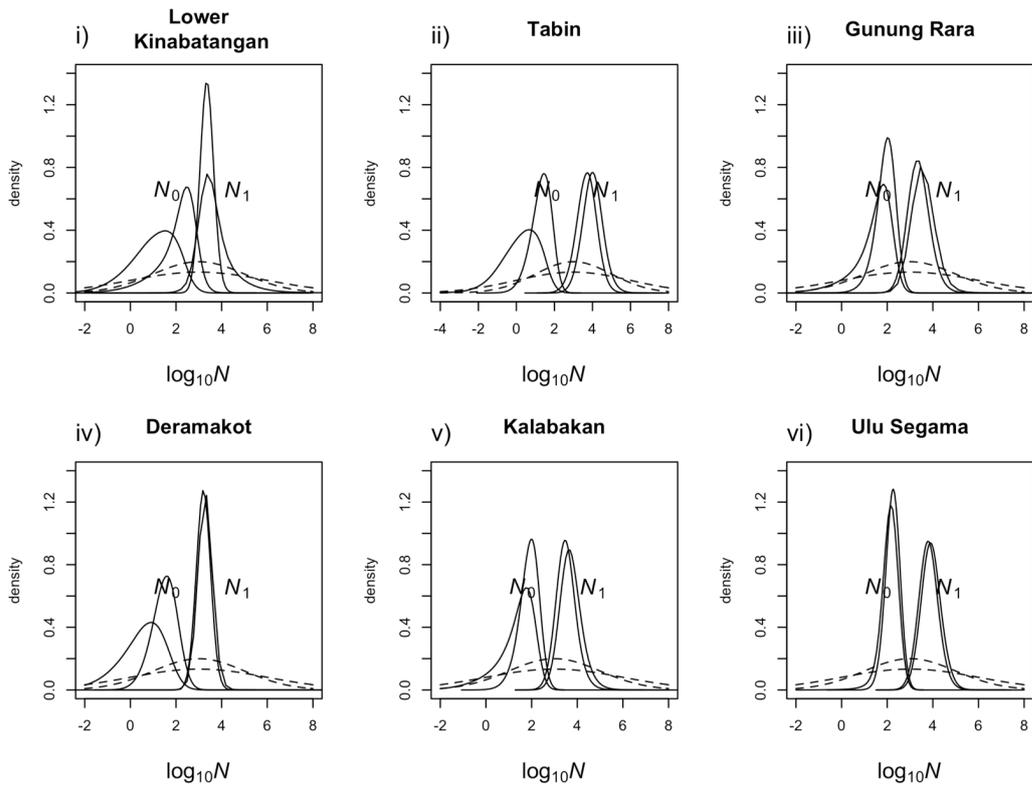 i)
Lower
Kinabatangan
ii)
Tabin
iii)
Gunung Rara
density
0.0 0.4 0.8 1.2
N0
N1
-2 0 2 4 6 8
log10N
density
0.0 0.4 0.8 1.2
N0
N1
-4 -2 0 2 4 6 8
log10N
density
0.0 0.4 0.8 1.2
N0
N1
-2 0 2 4 6 8
log10N
iv)
Deramakot
v)
Kalabakan
vi)
Ulu Segama
density
0.0 0.4 0.8 1.2
N0
N1
-2 0 2 4 6 8
log10N
density
0.0 0.4 0.8 1.2
N0
N1
-2 0 2 4 6 8
log10N
density
0.0 0.4 0.8 1.2
N0
N1
-2 0 2 4 6 8
log10N